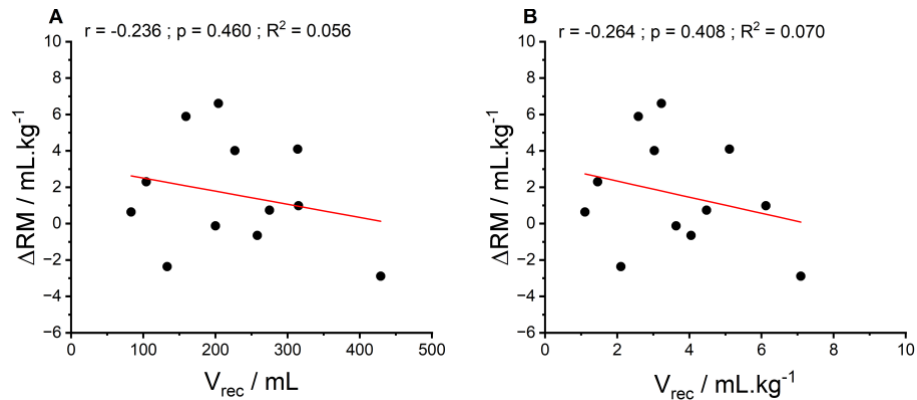 A
r = -0.236 ; p = 0.460 ; R² = 0.056
10
8
6
4
2
0
−2
−4
−6
ΔRM / mL.kg⁻¹
0 100 200 300 400 500
V_rec / mL
B
r = -0.264 ; p = 0.408 ; R² = 0.070
10
8
6
4
2
0
−2
−4
−6
ΔRM / mL.kg⁻¹
0 2 4 6 8 10
V_rec / mL.kg⁻¹